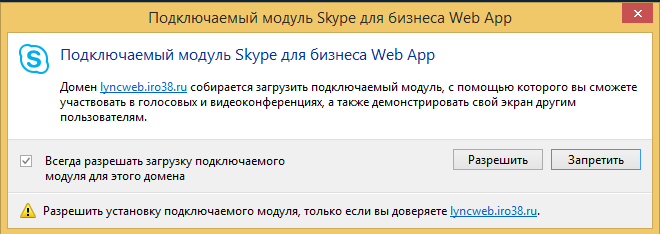 Подключаемый модуль Skype для бизнеса Web App
Подключаемый модуль Skype для бизнеса Web App
Домен lyncweb.iro38.ru собирается загрузить подключаемый модуль, с помощью которого вы сможете
участвовать в голосовых и видеоконференциях, а также демонстрировать свой экран другим
пользователям.
Всегда разрешать загрузку подключаемого
модуля для этого домена
Разрешить
Запретить
Разрешить установку подключаемого модуля, только если вы доверяете lyncweb.iro38.ru.